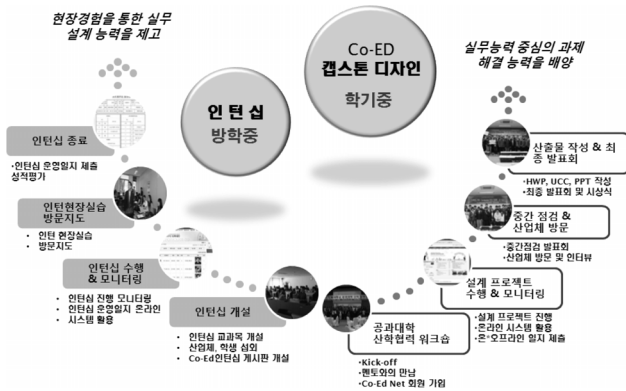 현장경험을 통한 실무
설계 능력을 제고
Co-ED
캡스톤 디자인
학기중
인 턴 십
방학중
실무능력 중심의 과제
해결 능력을 배양
인턴십 종료
•인턴십 운영일지 제출
성적평가
인턴현장실습
방문지도
• 인턴 현장실습
• 방문지도
인턴십 수행
& 모니터링
• 인턴십 진행 모니터링
• 인턴십 운영일지 온라인
• 시스템 활용
인턴십 개설
• 인턴십 교과목 개설
• 산업체, 학생 섭외
• Co-Ed인턴십 게시판 개설
공과대학
산학협력 워크숍
•Kick-off
•멘토와의 만남
•Co-Ed Net 회원 가입
설계 프로젝트
수행 & 모니터링
•설계 프로젝트 진행
•온라인 시스템 활용
•온•오프라인 일지 제출
중간 점검 &
산업체 방문
•중간점검 발표회
•산업체 방문 및 인터뷰
산출물 작성 & 최
종 발표회
•HWP, UCC, PPT 작성
•최종 발표회 및 시상식